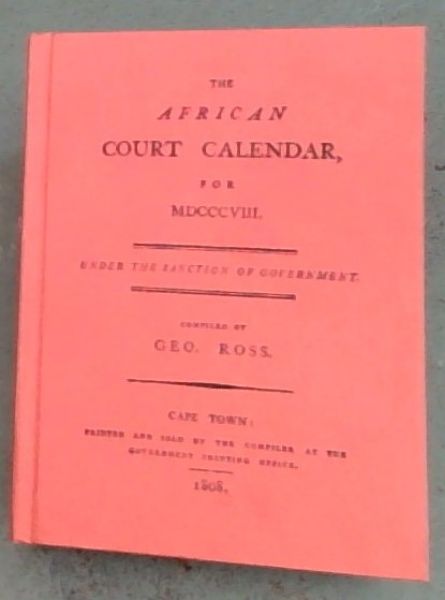 THE
AFRICAN
COURT CALENDAR,
FOR
MDCCCVIII.
UNDER THE SANCTION OF GOVERNMENT.
COMPILED BY
GEO. ROSS.
CAPE TOWN:
PRINTED AND SOLD BY THE COMPILER AT THE
GOVERNMENT PRINTING OFFICE.
1808.